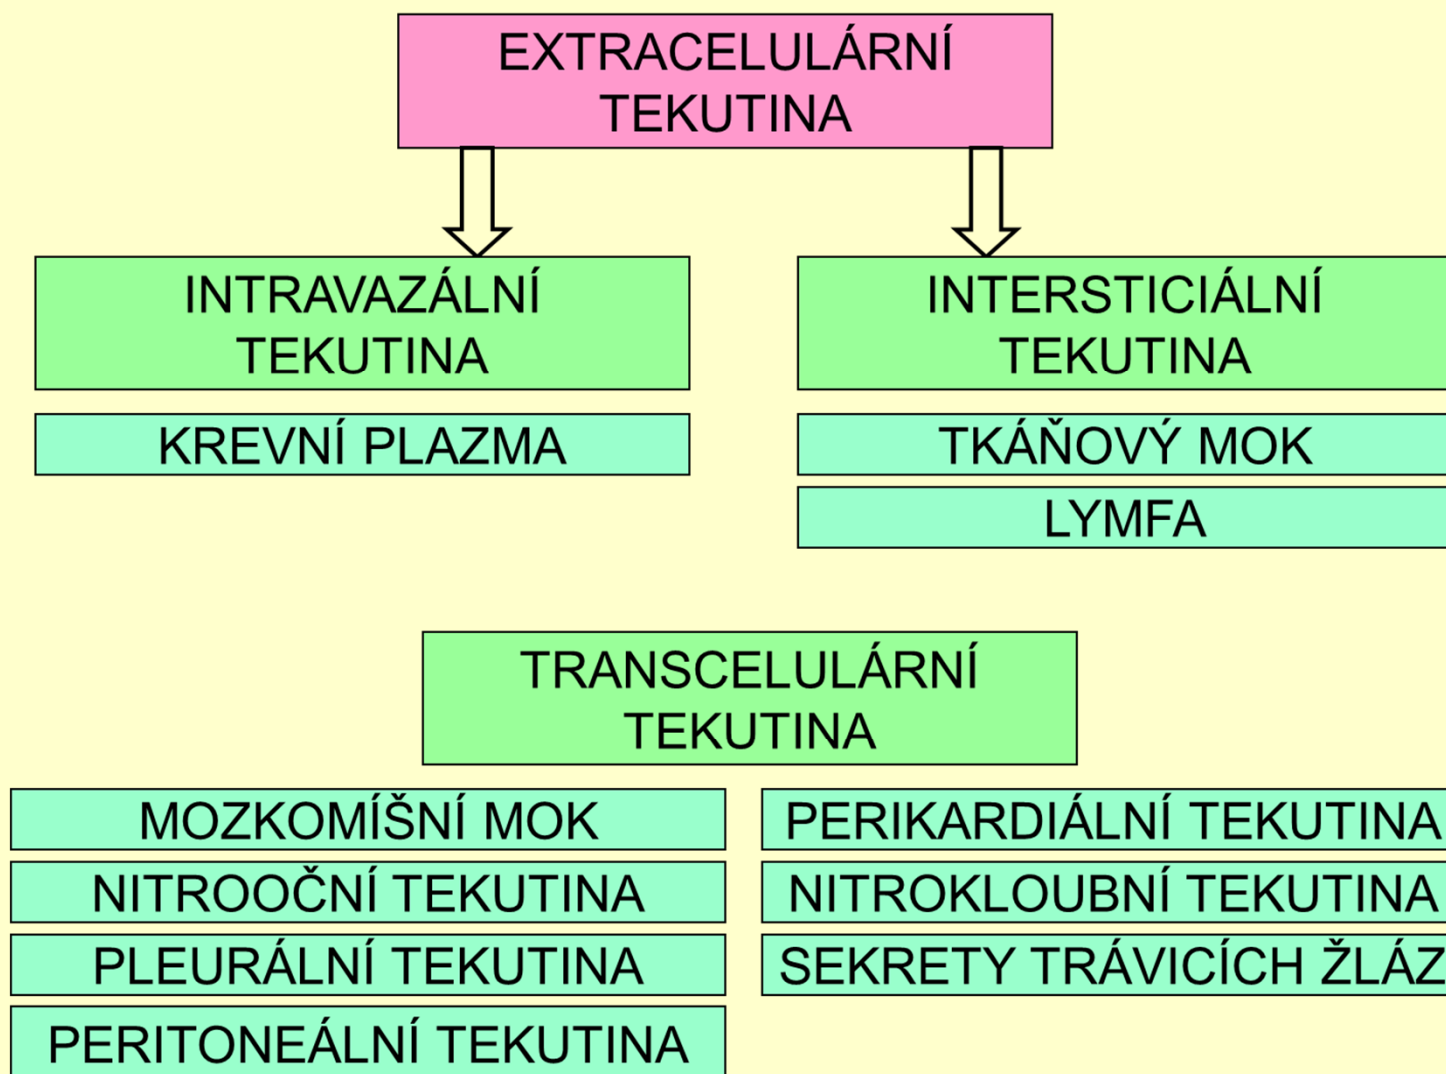 EXTRACELULÁRNÍ
TEKUTINA
INTRAVAZÁLNÍ
TEKUTINA
KREVNÍ PLAZMA
INTERSTICIÁLNÍ
TEKUTINA
TKÁŇOVÝ MOK
LYMFA
TRANSCELULÁRNÍ
TEKUTINA
MOZKOMÍŠNÍ MOK
NITROOČNÍ TEKUTINA
PLEURÁLNÍ TEKUTINA
PERITONEÁLNÍ TEKUTINA
PERIKARDIÁLNÍ TEKUTINA
NITROKLOUBNÍ TEKUTINA
SEKRETY TRÁVICÍCH ŽLÁZ